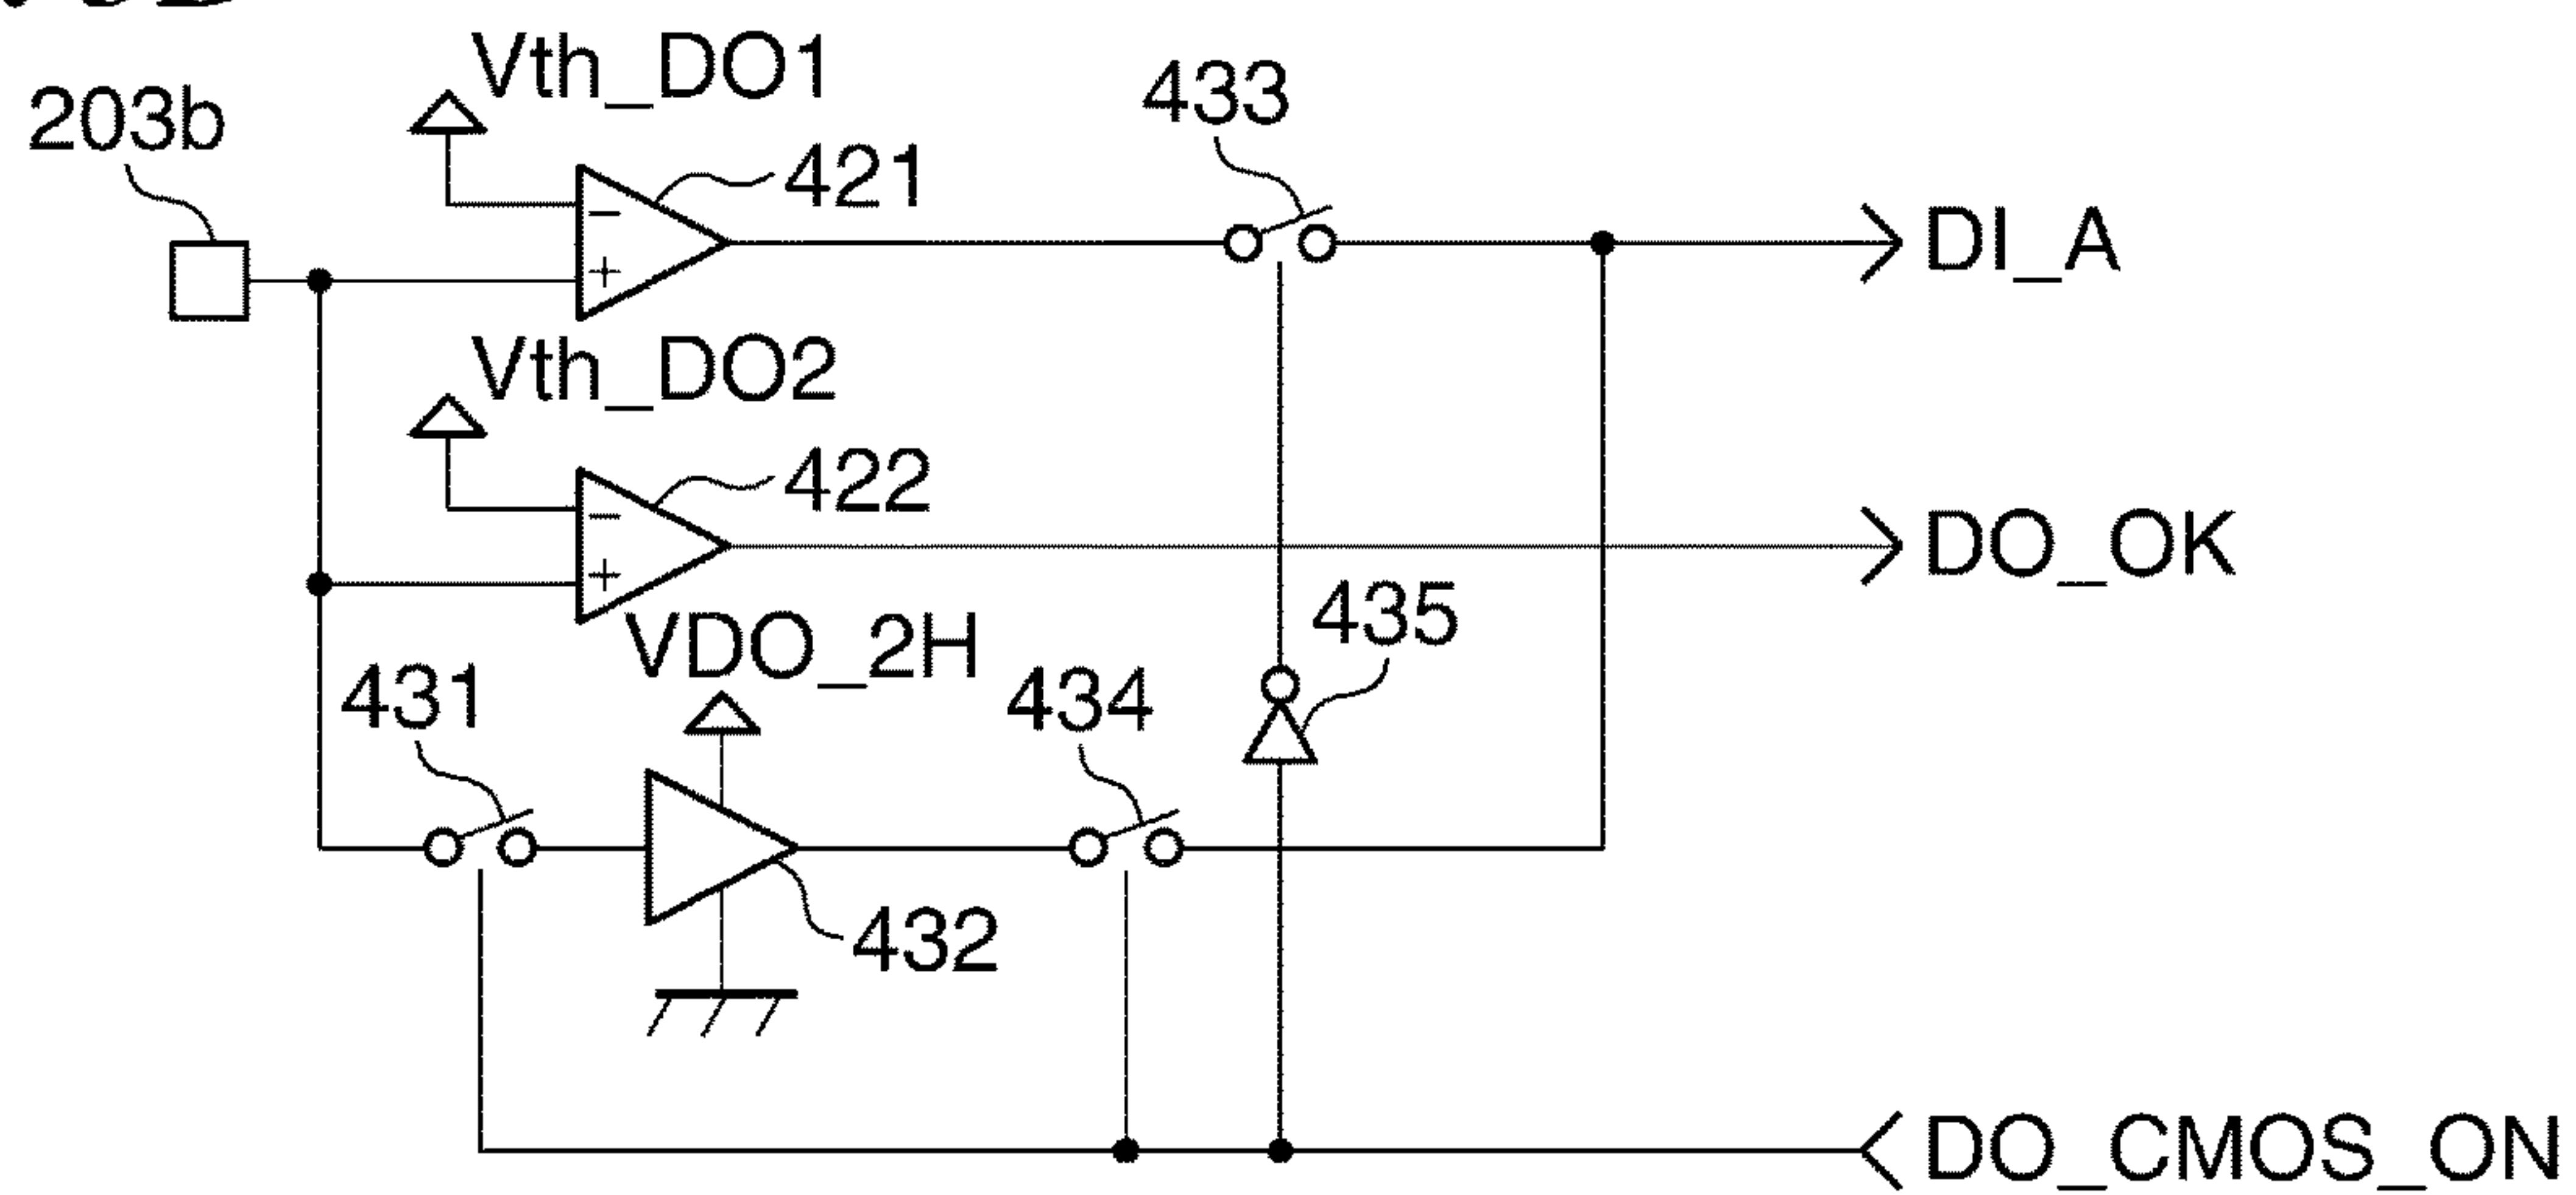 Vth_DO1
433
203b
421
DI_A
Vth_DO2
422
DO_OK
435
VDO_2H
431
434
432
DO_CMOS_ON